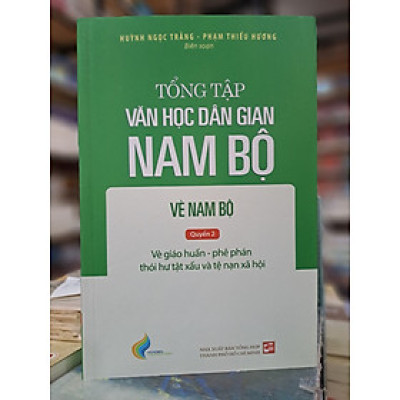 HUỲNH NGỌC TRẢNG - PHẠM THIẾU HƯƠNG
Biên soạn
TỔNG TẬP
VĂN HỌC DÂN GIAN
NAM BỘ
VÈ NAM BỘ
Quyển 2
Vè giáo huấn - phê phán
thói hư tật xấu và tệ nạn xã hội
NHÀ XUẤT BẢN TỔNG HỢP
THÀNH PHỐ HỒ CHÍ MINH